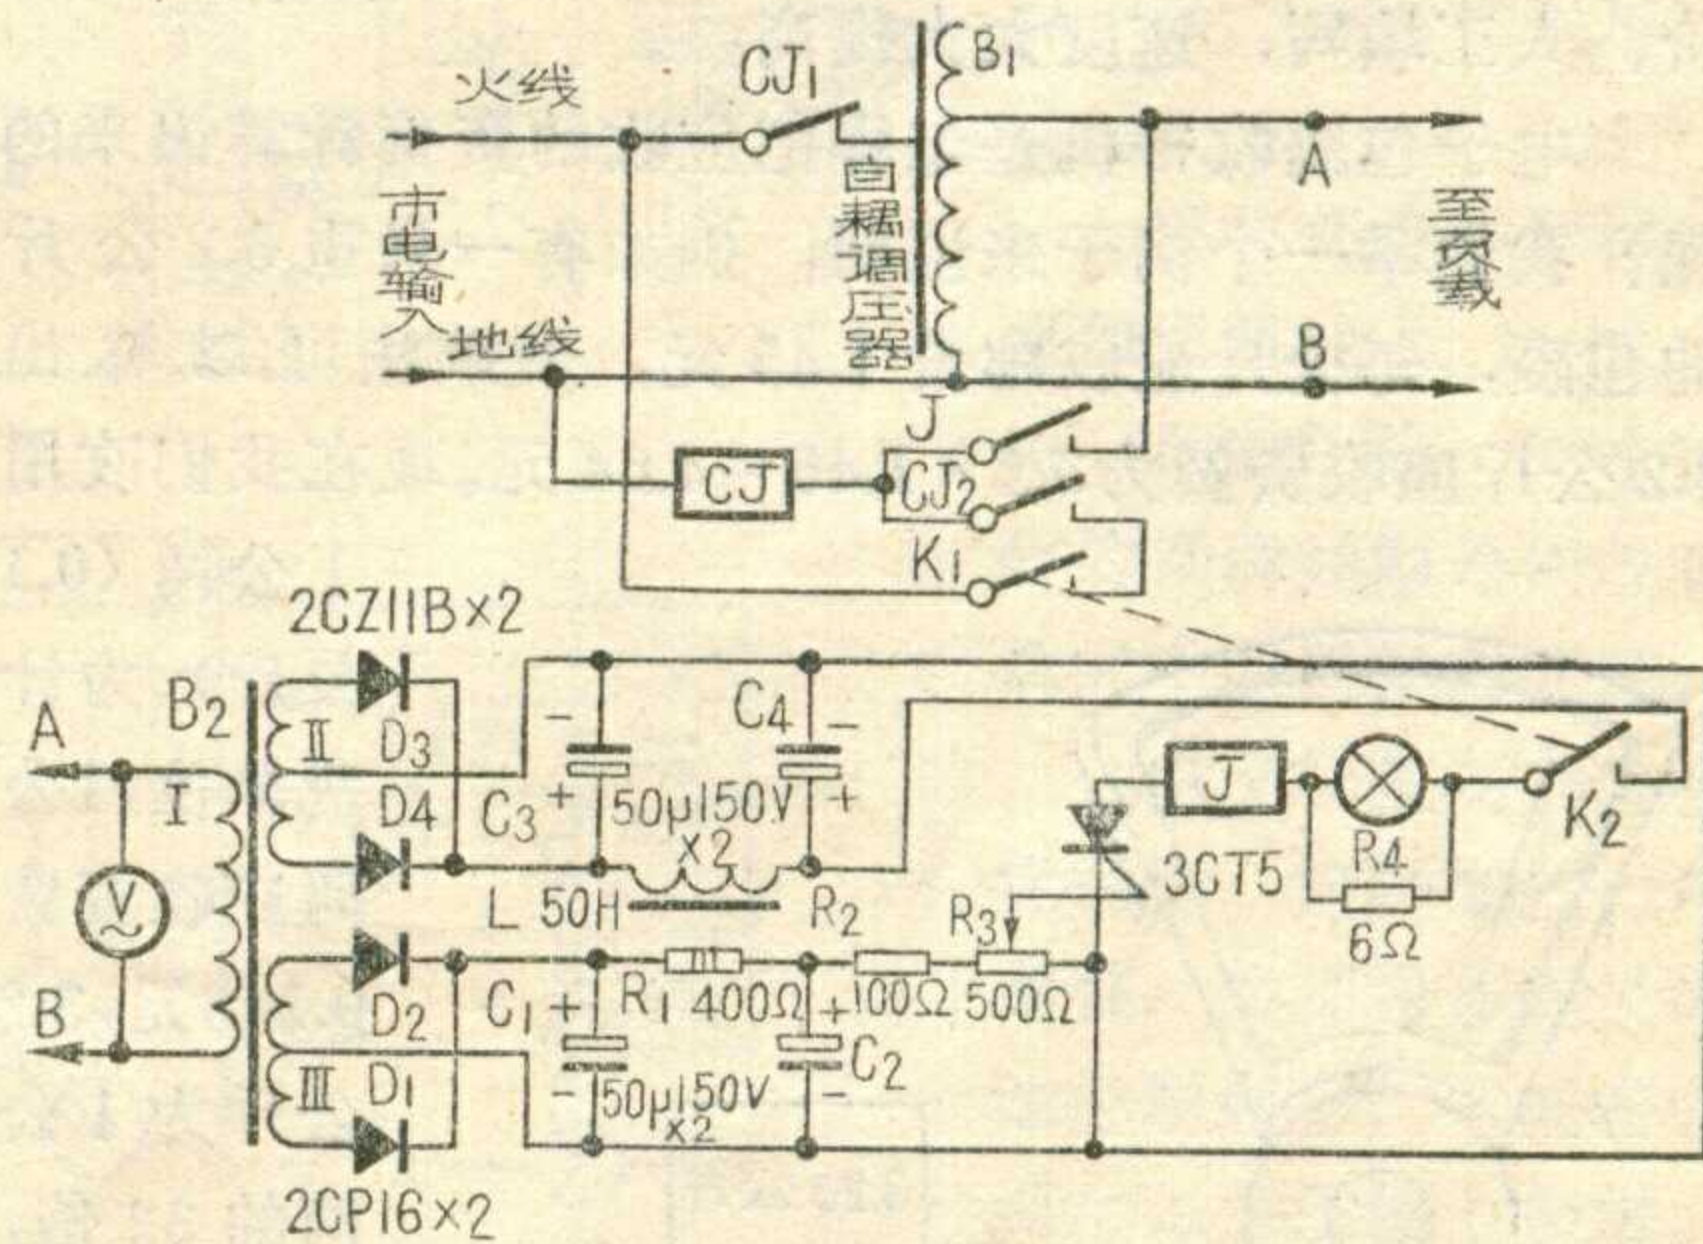 火线
CJ1
B1
市电输入
自耦调压器
A
至负载
地线
B
J
CJ
CJ2
K1
2CZ11B×2
A
B2
II
D3
C4
− −
I
D4
C3
+
50μ150V
×2
+
J
K2
V
~
L 50H
R2
R3
3CT5
R4
6Ω
B
D2
C1
+
R1
400Ω
+
100Ω
500Ω
III
D1
−
50μ150V
×2
C2
−
2CP16×2